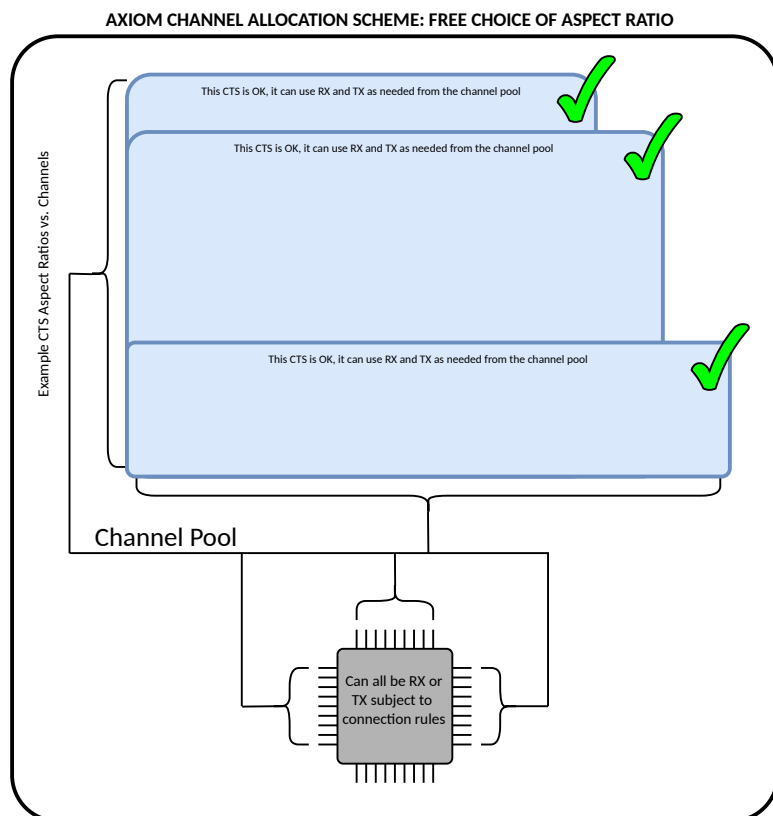 AXIOM CHANNEL ALLOCATION SCHEME: FREE CHOICE OF ASPECT RATIO
This CTS is OK, it can use RX and TX as needed from the channel pool
This CTS is OK, it can use RX and TX as needed from the channel pool
Example CTS Aspect Ratios vs. Channels
This CTS is OK, it can use RX and TX as needed from the channel pool
Channel Pool
Can all be RX or
TX subject to
connection rules